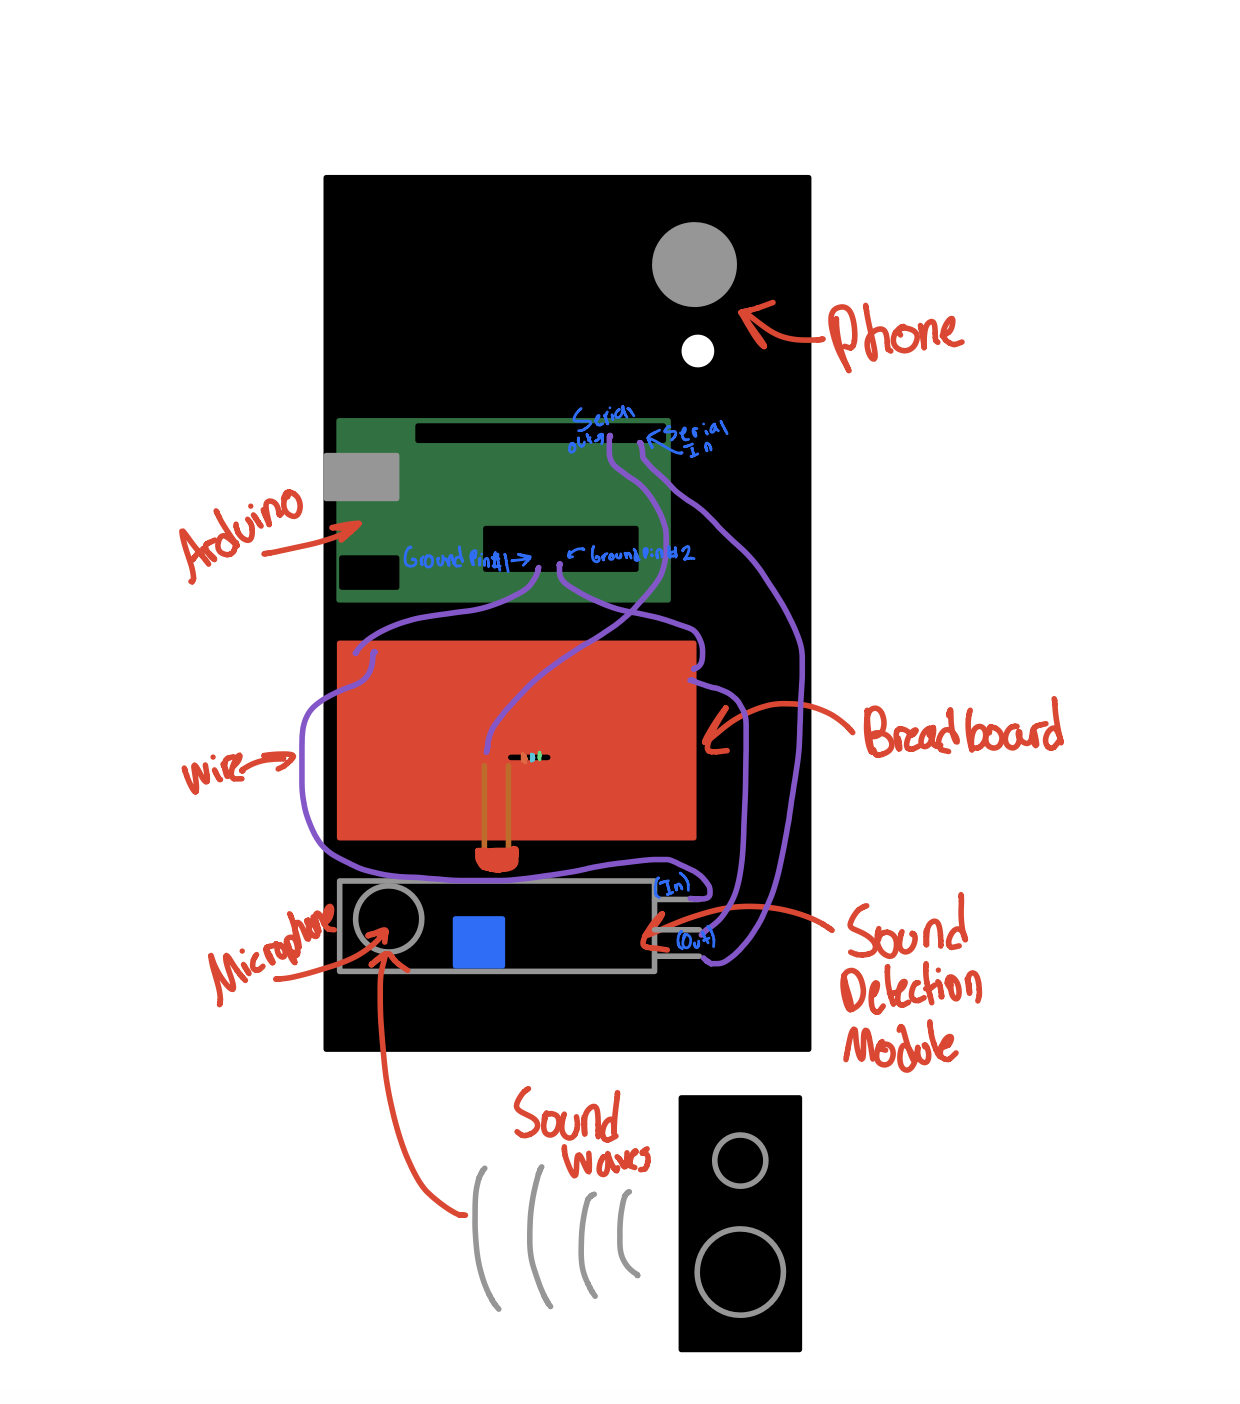 Phone
Serial
out
Serial
In
Arduino
Ground Pin#1
Ground Pin#2
Breadboard
wire
(In)
Microphone
(Out)
Sound
Detection
Module
Sound
waves